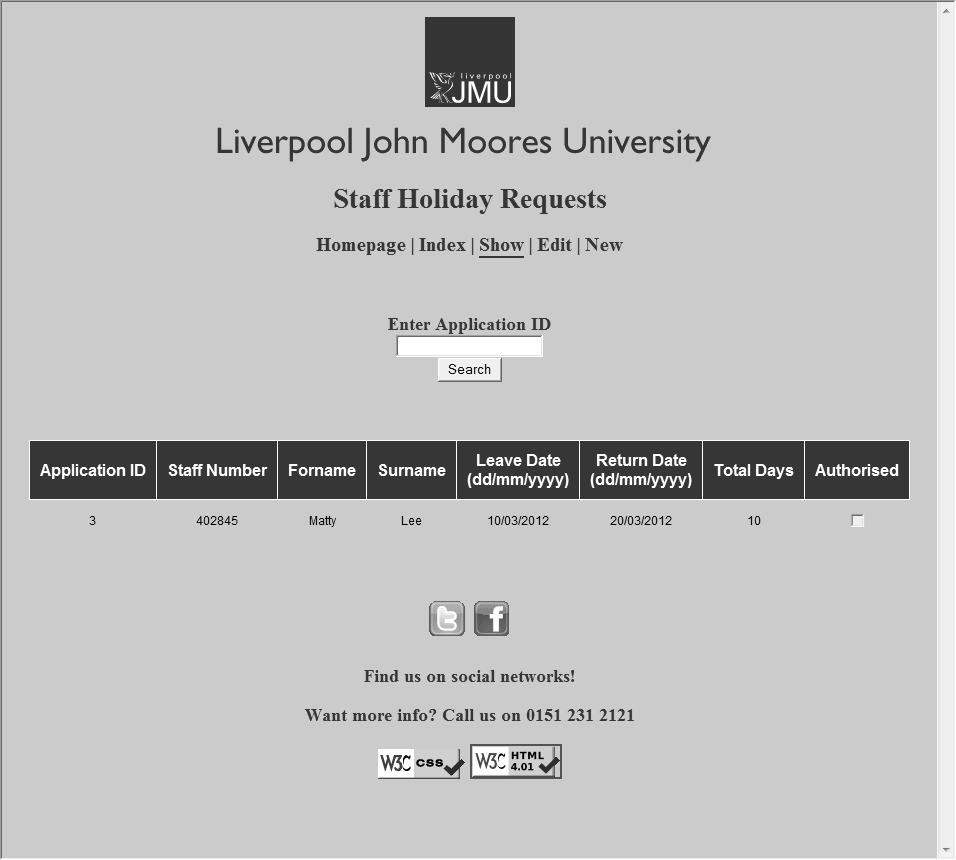 liverpool
JMU
Liverpool John Moores University
Staff Holiday Requests
Homepage | Index | Show | Edit | New
Enter Application ID
Search
Application ID Staff Number Forname Surname Leave Date (dd/mm/yyyy) Return Date (dd/mm/yyyy) Total Days Authorised
3 402845 Matty Lee 10/03/2012 20/03/2012 10
Find us on social networks!
Want more info? Call us on 0151 231 2121
W3C CSS W3C HTML 4.01